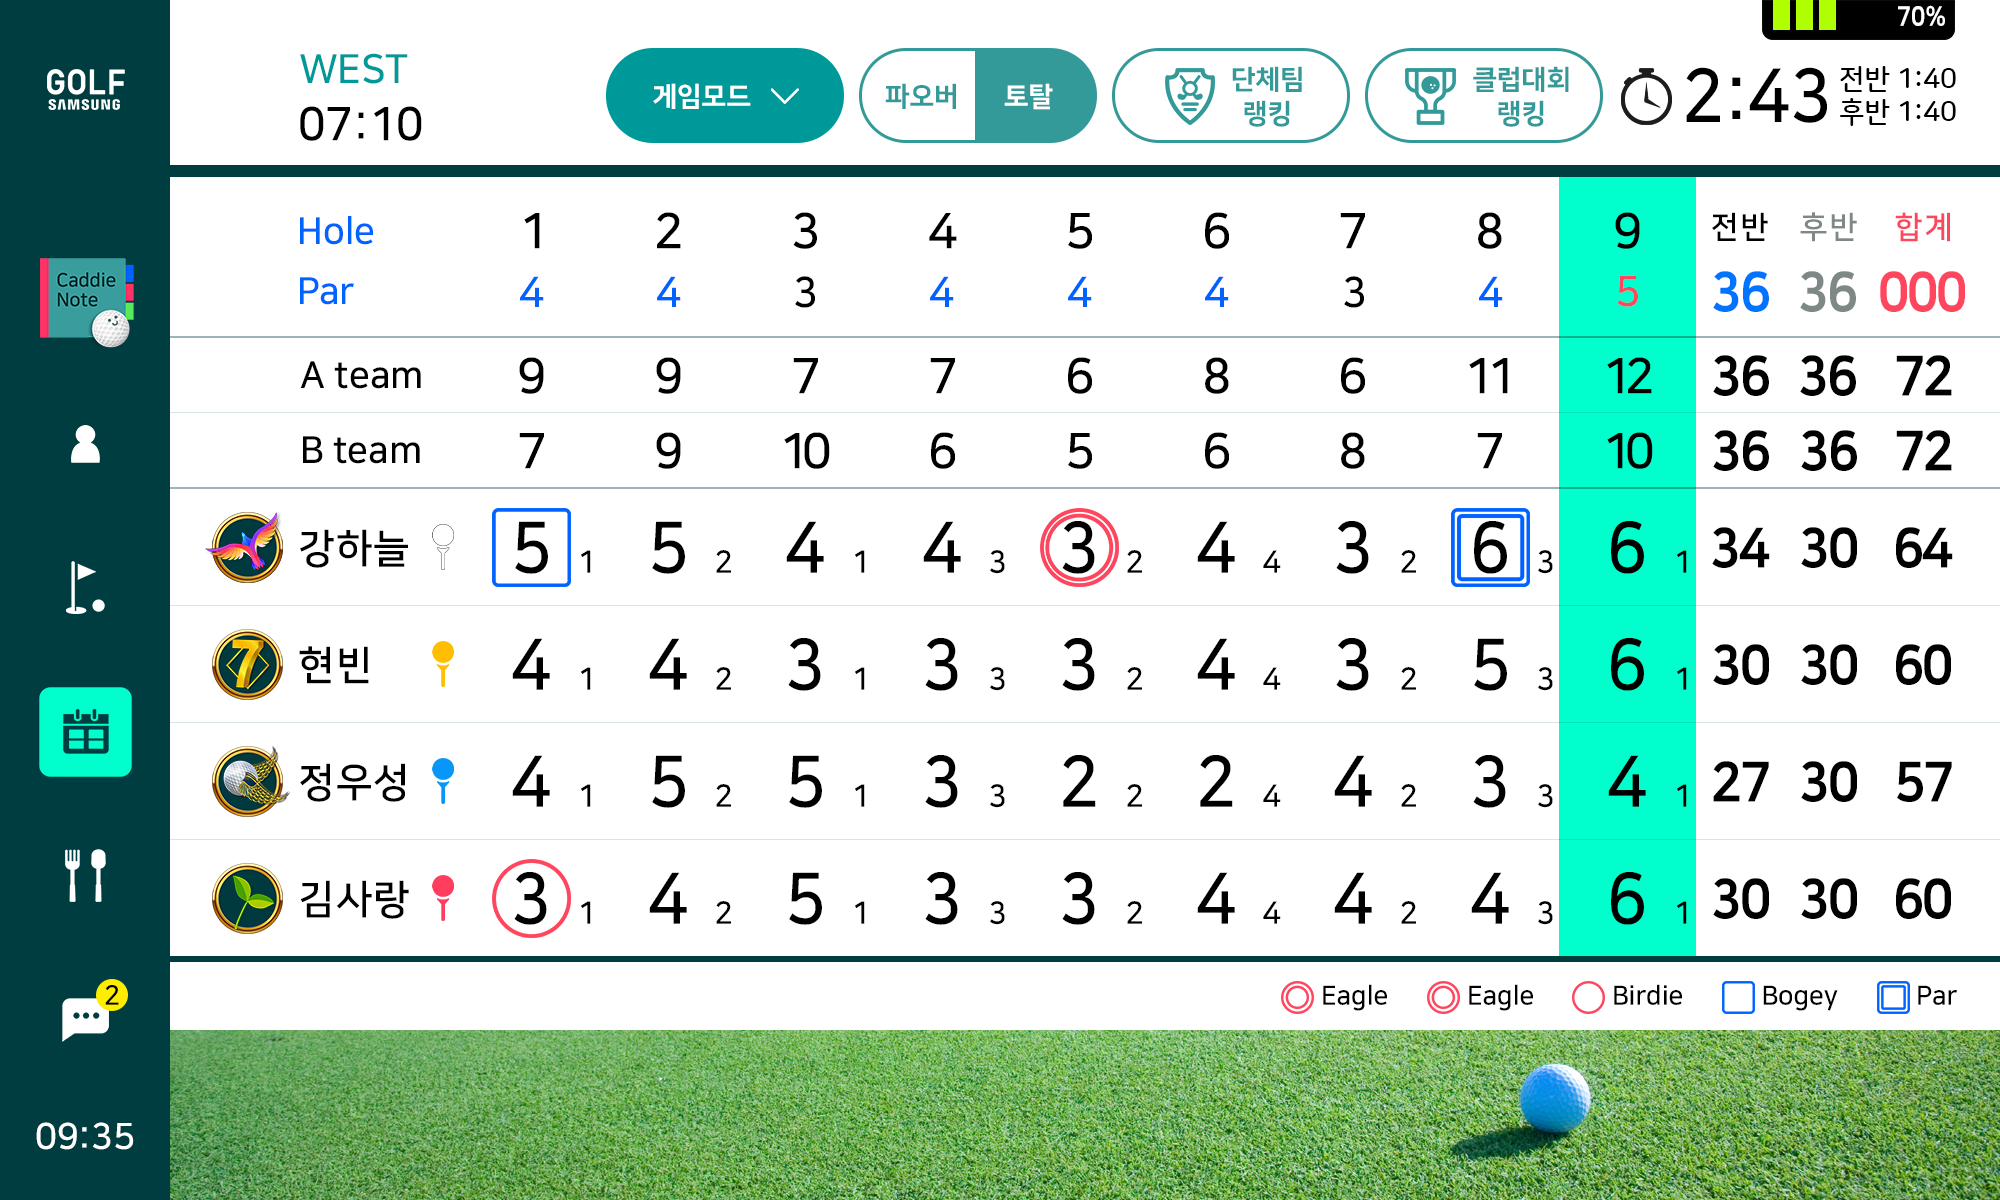 70%
GOLF
SAMSUNG
WEST
07:10
게임모드
파오버 토탈
단체팀
랭킹
클럽대회
랭킹
2:43
전반 1:40
후반 1:40
Caddie
Note
Hole 1 2 3 4 5 6 7 8 9 전반 후반 합계
Par 4 4 3 4 4 4 3 4 5 36 36 000
A team 9 9 7 7 6 8 6 11 12 36 36 72
B team 7 9 10 6 5 6 8 7 10 36 36 72
강하늘 5 1 5 2 4 1 4 3 3 2 4 4 3 2 6 3 6 1 34 30 64
7 현빈 4 1 4 2 3 1 3 3 3 2 4 4 3 2 5 3 6 1 30 30 60
정우성 4 1 5 2 5 1 3 3 2 2 2 4 4 2 3 3 4 1 27 30 57
김사랑 3 1 4 2 5 1 3 3 3 2 4 4 4 2 4 3 6 1 30 30 60
2
Eagle Eagle Birdie Bogey Par
09:35